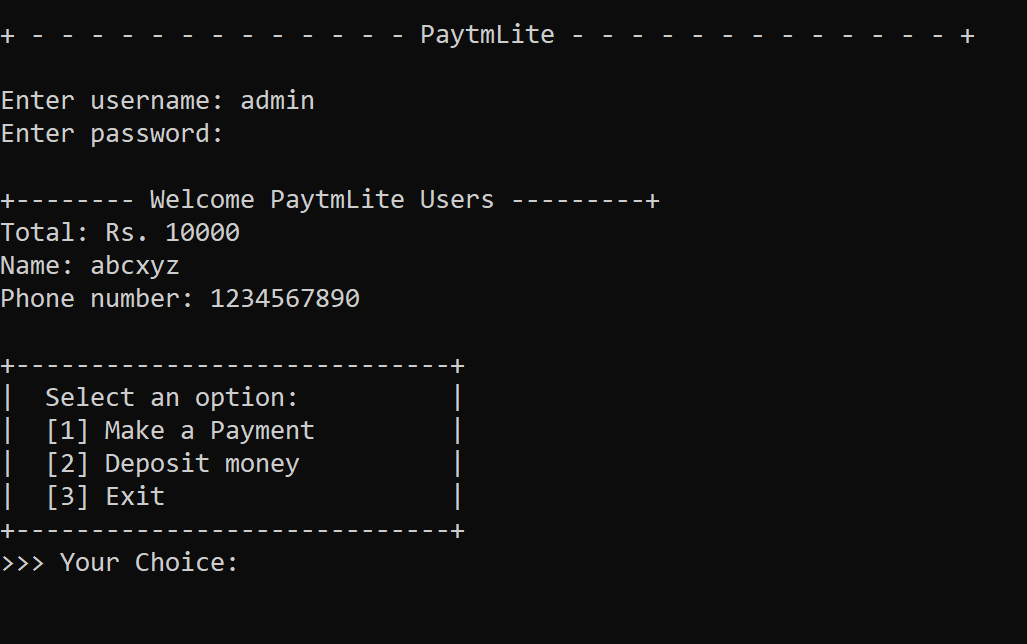 + - - - - - - - - - - - - - PaytmLite - - - - - - - - - - - - - +
Enter username: admin
Enter password:
+-------- Welcome PaytmLite Users ---------+
Total: Rs. 10000
Name: abcxyz
Phone number: 1234567890
+-----------------------------+
|  Select an option:          |
|  [1] Make a Payment         |
|  [2] Deposit money          |
|  [3] Exit                   |
+-----------------------------+
>>> Your Choice: